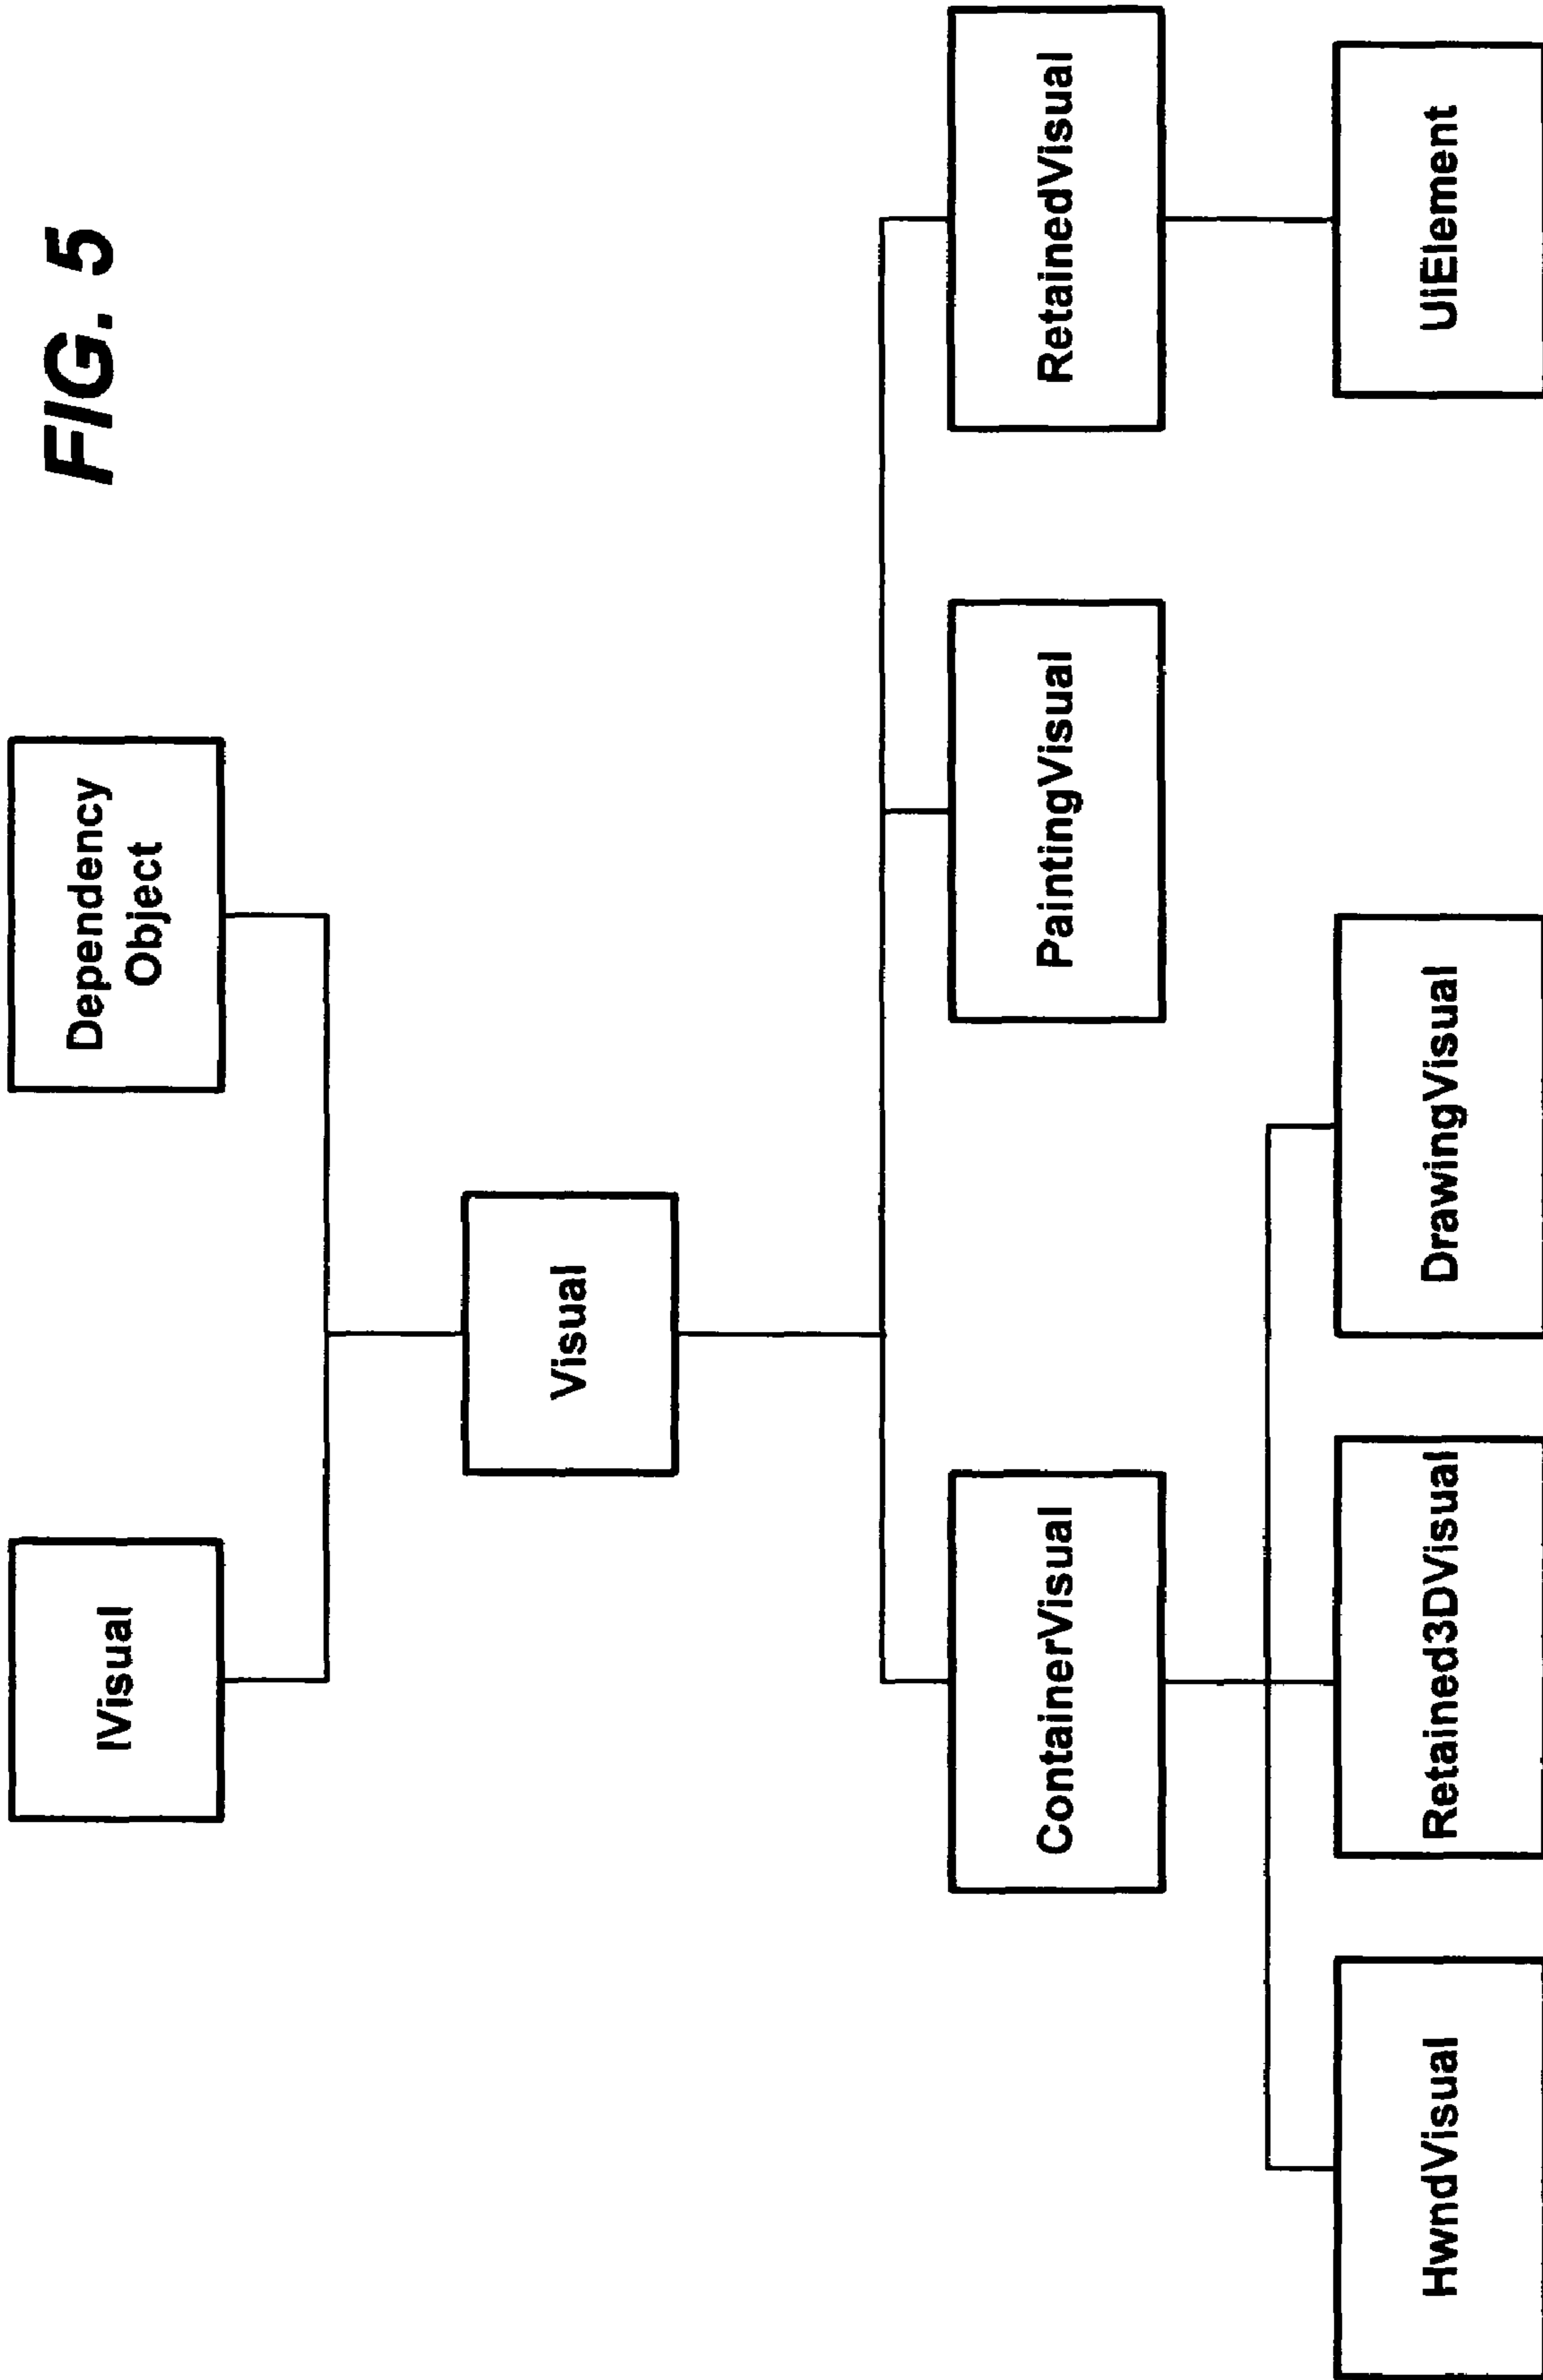 FIG. 5
IVisual
Dependency
Object
Visual
ContainerVisual
PaintingVisual
RetainedVisual
HwndVisual
Retained3DVisual
DrawingVisual
UiElement